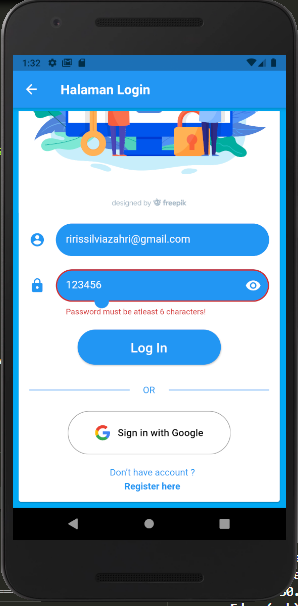 1:32
Halaman Login
designed by freepik
ririssilviazahri@gmail.com
123456
Password must be atleast 6 characters!
Log In
OR
Sign in with Google
Don't have account ?
Register here